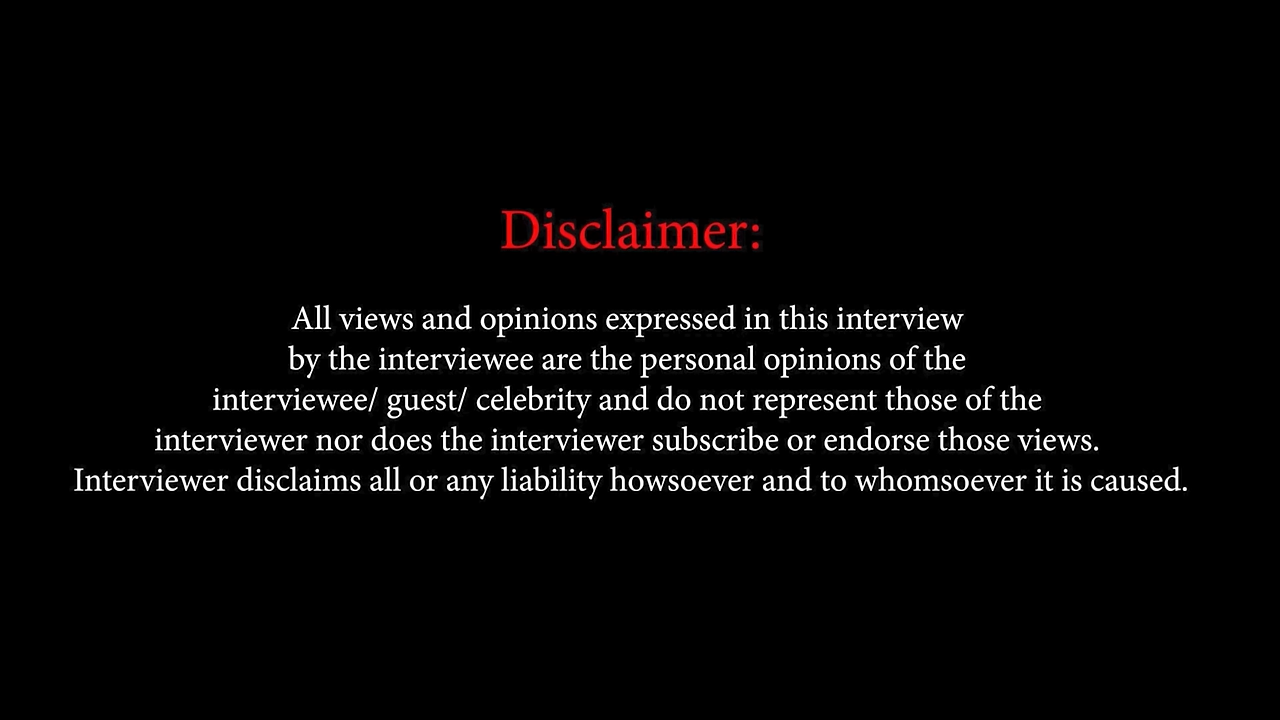 Disclaimer:
All views and opinions expressed in this interview
by the interviewee are the personal opinions of the
interviewee/ guest/ celebrity and do not represent those of the
interviewer nor does the interviewer subscribe or endorse those views.
Interviewer disclaims all or any liability howsoever and to whomsoever it is caused.